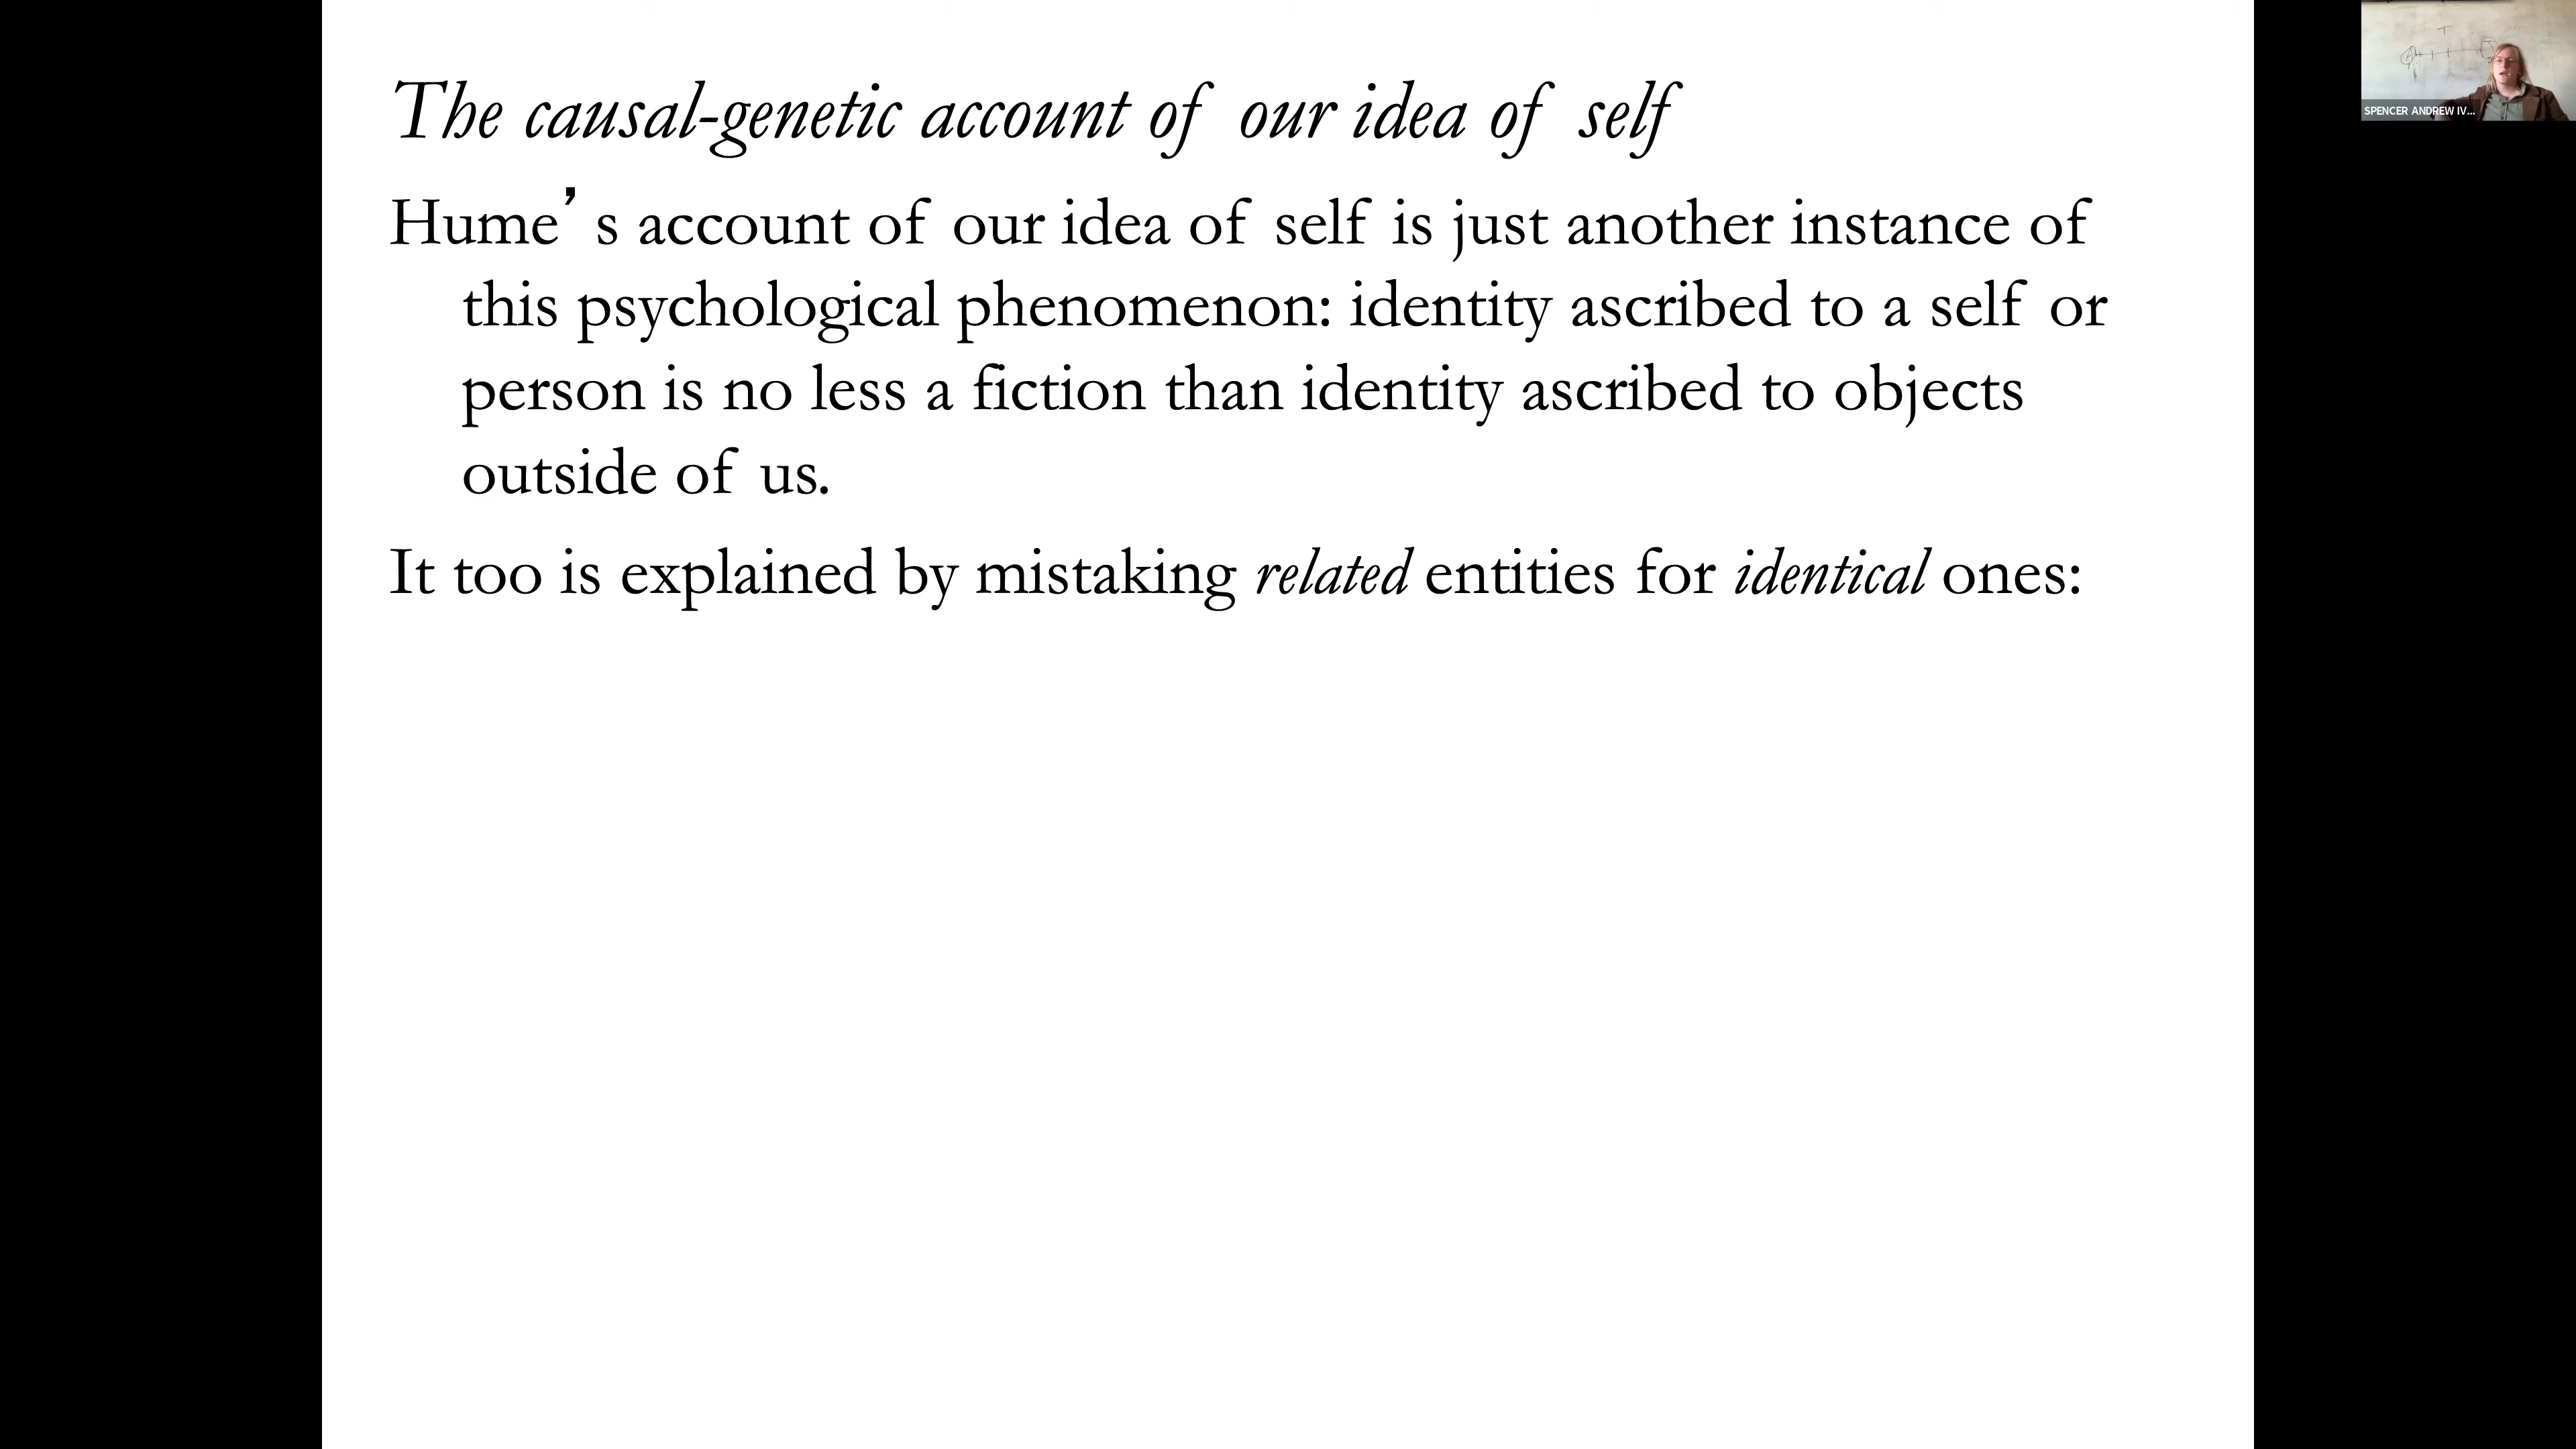 The causal-genetic account of our idea of self
Hume’s account of our idea of self is just another instance of
this psychological phenomenon: identity ascribed to a self or
person is no less a fiction than identity ascribed to objects
outside of us.
It too is explained by mistaking related entities for identical ones:
SPENCER ANDREW IV...